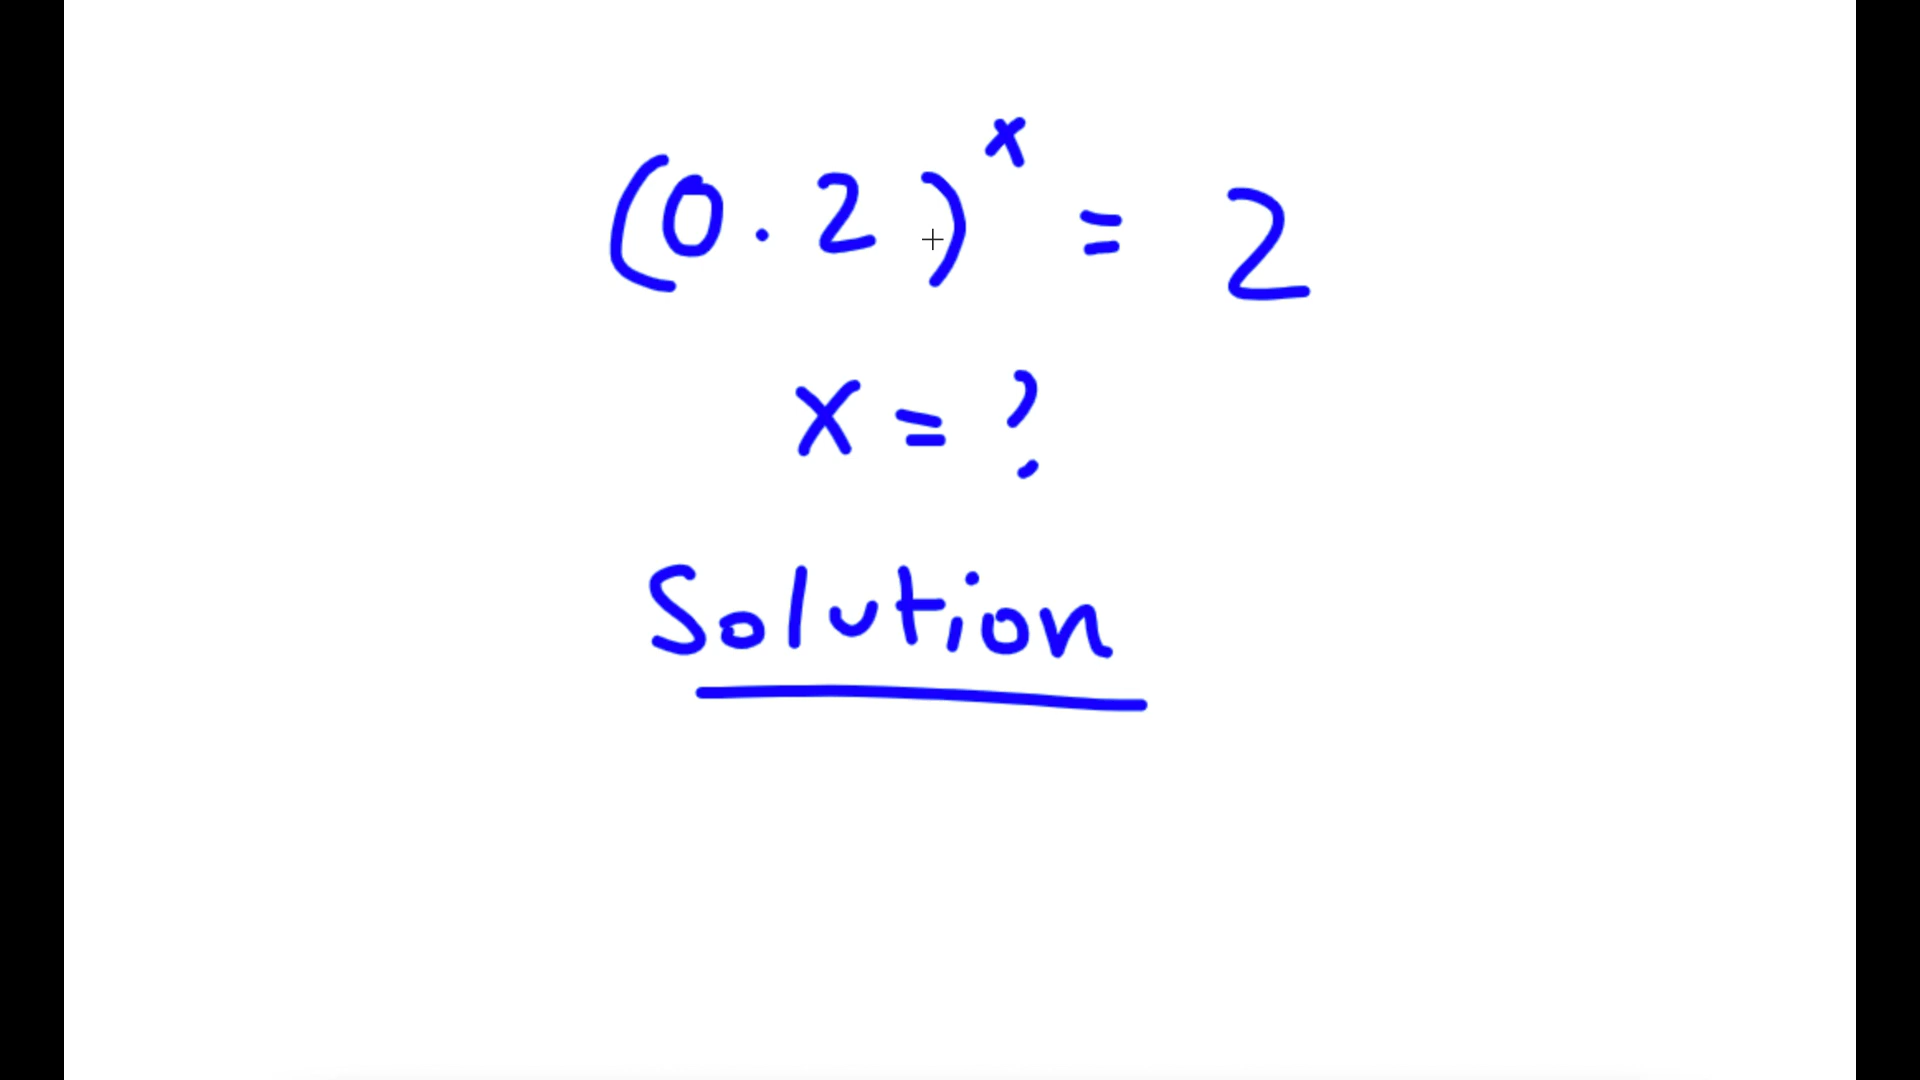 (0.2)^x = 2
x = ?
Solution